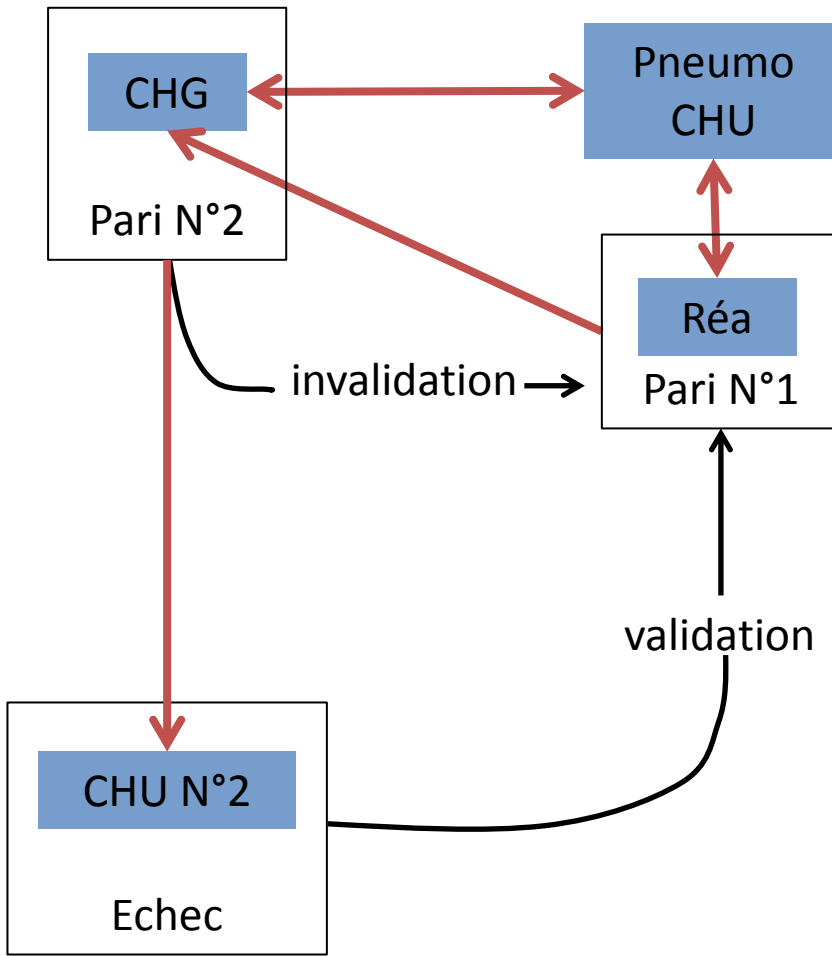 CHG
Pneumo
CHU
Pari N°2
Réa
invalidation
Pari N°1
validation
CHU N°2
Echec